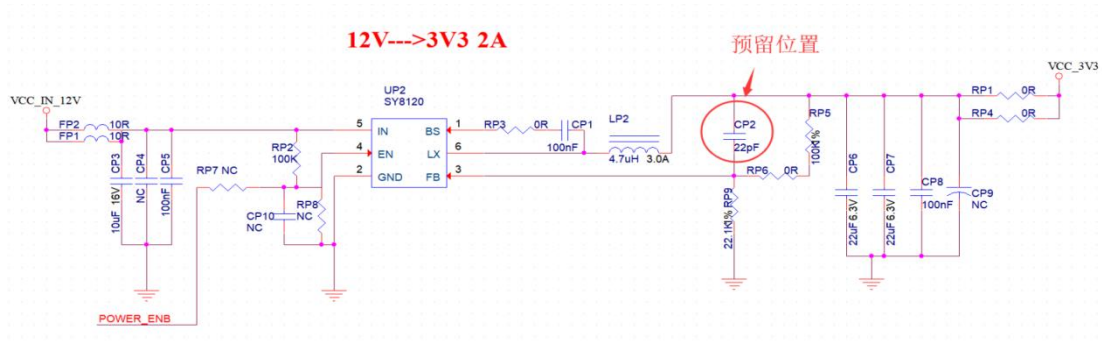 12V--->3V3 2A
预留位置
VCC_IN_12V
VCC_3V3
UP2
SY8120
FP2 10R
FP1 10R
5 IN
BS 1
4 EN
LX 6
2 GND
FB 3
RP3 0R
CP1
100nF
LP2
4.7uH 3.0A
CP2
22pF
RP5
100K1%
RP6 0R
RP9
22.1K1%
RP1 0R
RP4 0R
RP2
100K
RP7 NC
RP8
NC
CP10
NC
CP3
10uF 16V
CP4
NC
CP5
100nF
CP6
22uF 6.3V
CP7
22uF 6.3V
CP8
100nF
CP9
NC
POWER_ENB